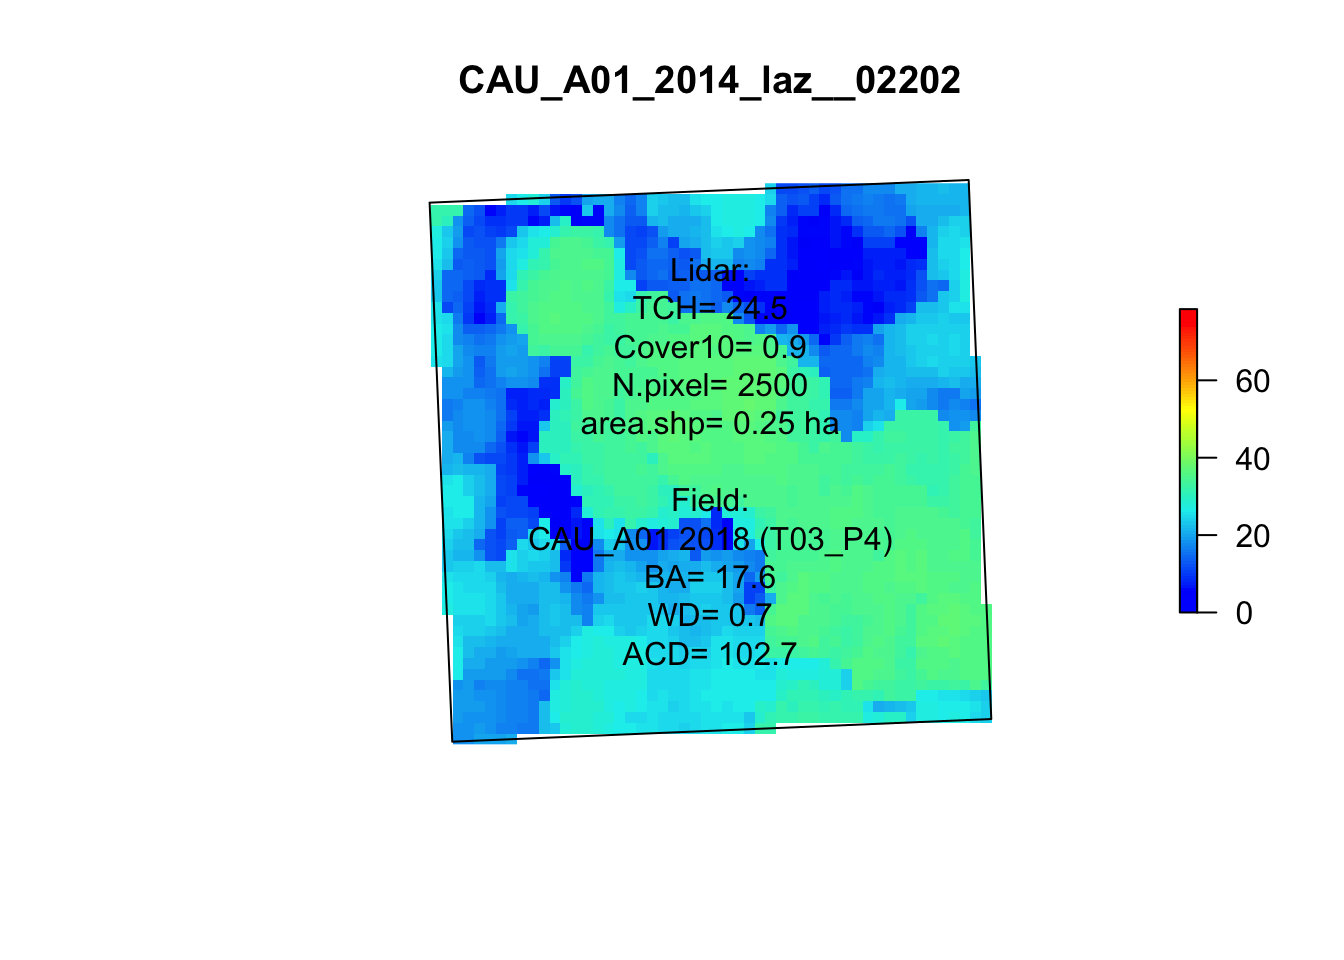 CAU_A01_2014_laz__02202
Lidar:
TCH= 24.5
Cover10= 0.9
N.pixel= 2500
area.shp= 0.25 ha
Field:
CAU_A01 2018 (T03_P4)
BA= 17.6
WD= 0.7
ACD= 102.7
60
40
20
0